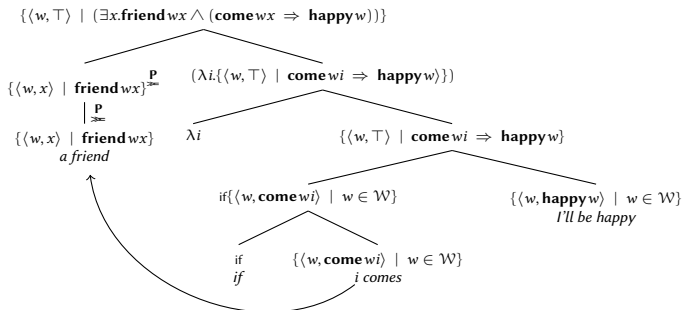 {⟨w, ⊤⟩ | (∃x.friend wx ∧ (come wx ⇒ happy w))}
{⟨w, x⟩ | friend wx}^P≫=
(λi.{⟨w, ⊤⟩ | come wi ⇒ happy w⟩})
P≫=
{⟨w, x⟩ | friend wx}
a friend
λi
{⟨w, ⊤⟩ | come wi ⇒ happy w}
if{⟨w, come wi⟩ | w ∈ 𝒲}
{⟨w, happy w⟩ | w ∈ 𝒲}
I'll be happy
if
if
{⟨w, come wi⟩ | w ∈ 𝒲}
i comes